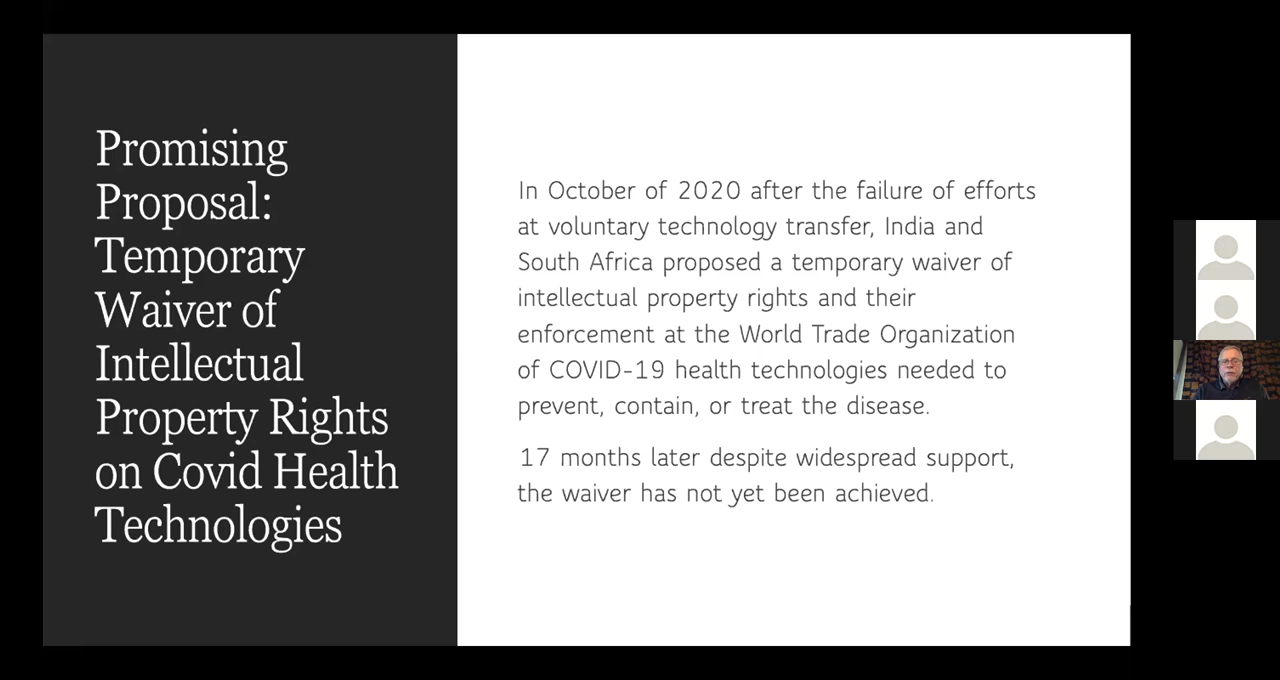 Promising
Proposal:
Temporary
Waiver of
Intellectual
Property Rights
on Covid Health
Technologies
In October of 2020 after the failure of efforts
at voluntary technology transfer, India and
South Africa proposed a temporary waiver of
intellectual property rights and their
enforcement at the World Trade Organization
of COVID-19 health technologies needed to
prevent, contain, or treat the disease.
17 months later despite widespread support,
the waiver has not yet been achieved.